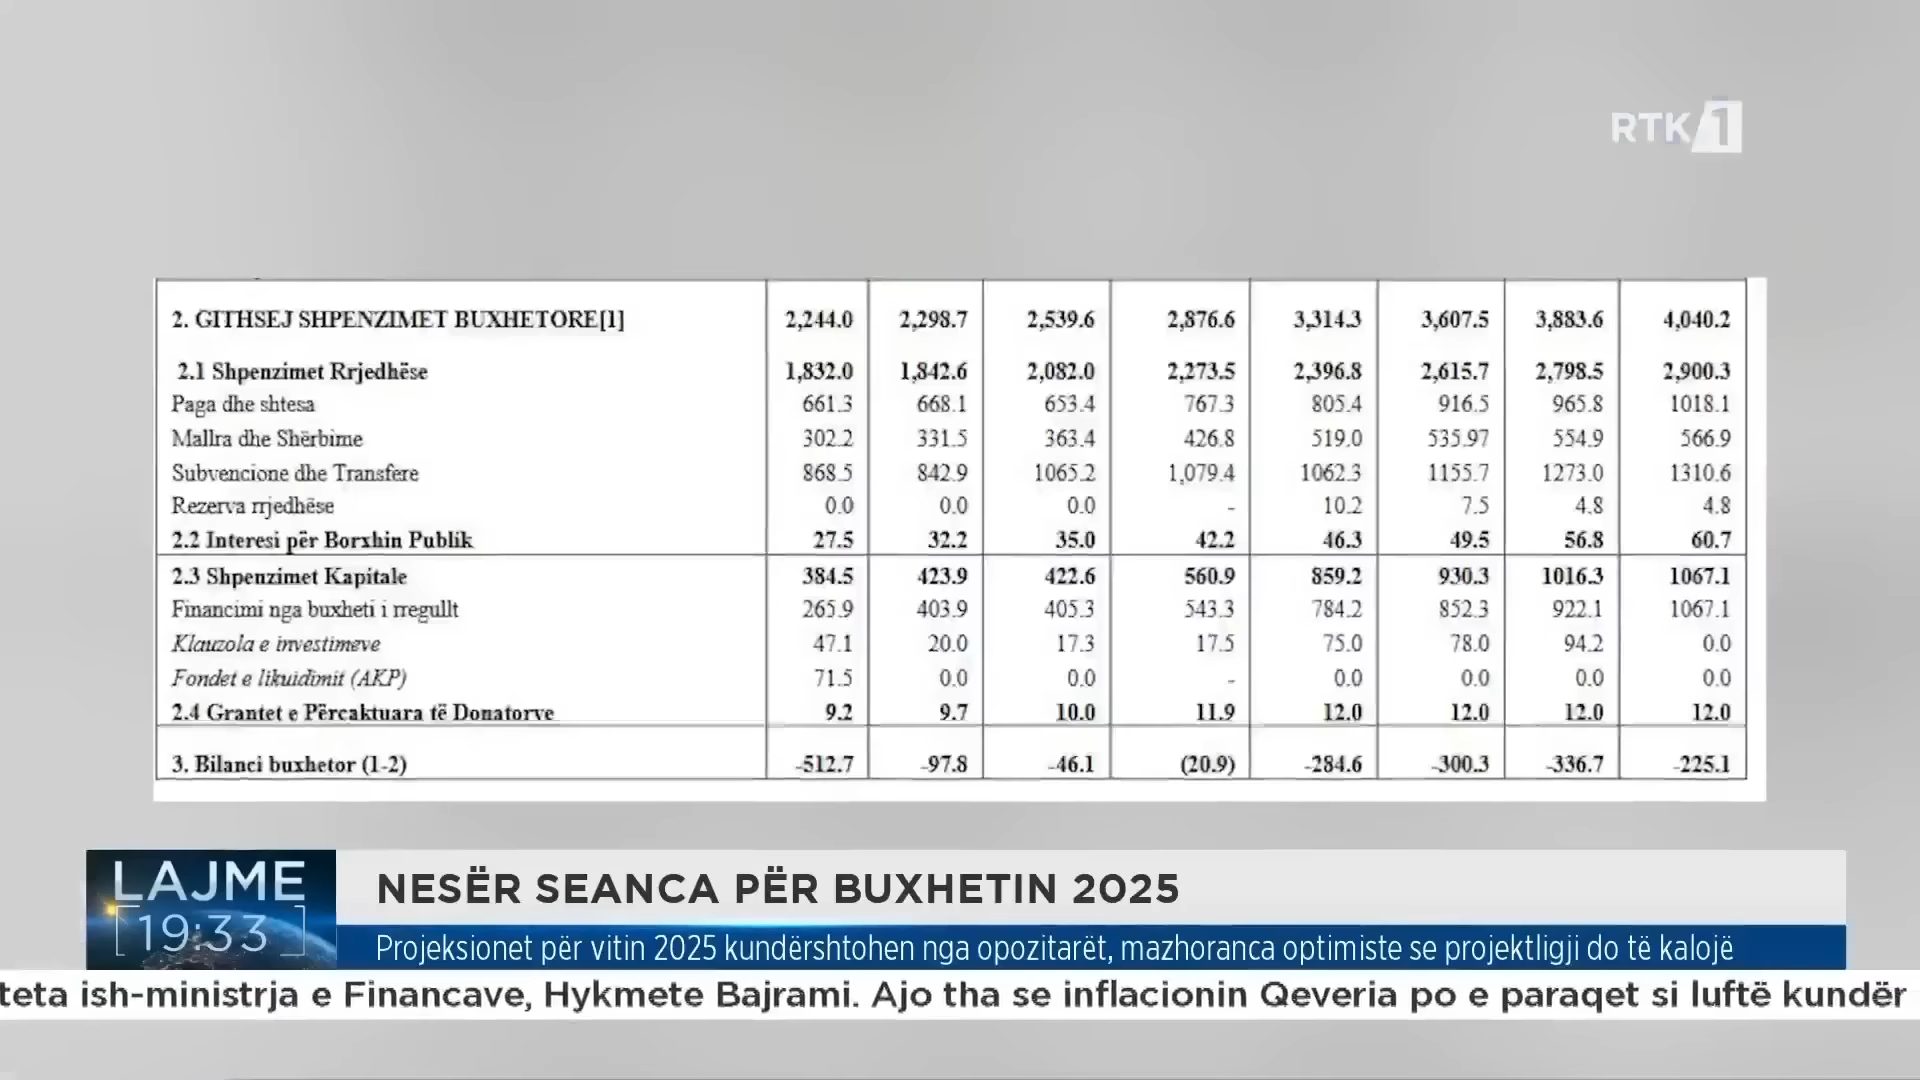 RTK 1
2. GITHSEJ SHPENZIMET BUXHETORE[1] 2,244.0 2,298.7 2,539.6 2,876.6 3,314.3 3,607.5 3,883.6 4,040.2
2.1 Shpenzimet Rrjedhëse 1,832.0 1,842.6 2,082.0 2,273.5 2,396.8 2,615.7 2,798.5 2,900.3
Paga dhe shtesa 661.3 668.1 653.4 767.3 805.4 916.5 965.8 1018.1
Mallra dhe Shërbime 302.2 331.5 363.4 426.8 519.0 535.97 554.9 566.9
Subvencione dhe Transfere 868.5 842.9 1065.2 1,079.4 1062.3 1155.7 1273.0 1310.6
Rezerva rrjedhëse 0.0 0.0 0.0 - 10.2 7.5 4.8 4.8
2.2 Interesi për Borxhin Publik 27.5 32.2 35.0 42.2 46.3 49.5 56.8 60.7
2.3 Shpenzimet Kapitale 384.5 423.9 422.6 560.9 859.2 930.3 1016.3 1067.1
Financimi nga buxheti i rregullt 265.9 403.9 405.3 543.3 784.2 852.3 922.1 1067.1
Klauzola e investimeve 47.1 20.0 17.3 17.5 75.0 78.0 94.2 0.0
Fondet e likuidimit (AKP) 71.5 0.0 0.0 - 0.0 0.0 0.0 0.0
2.4 Grantet e Përcaktuara të Donatorve 9.2 9.7 10.0 11.9 12.0 12.0 12.0 12.0
3. Bilanci buxhetor (1-2) -512.7 -97.8 -46.1 (20.9) -284.6 -300.3 -336.7 -225.1
LAJME
19:33
NESËR SEANCA PËR BUXHETIN 2025
Projeksionet për vitin 2025 kundërshtohen nga opozitarët, mazhoranca optimiste se projektligji do të kalojë
teta ish-ministrja e Financave, Hykmete Bajrami. Ajo tha se inflacionin Qeveria po e paraqet si luftë kundër